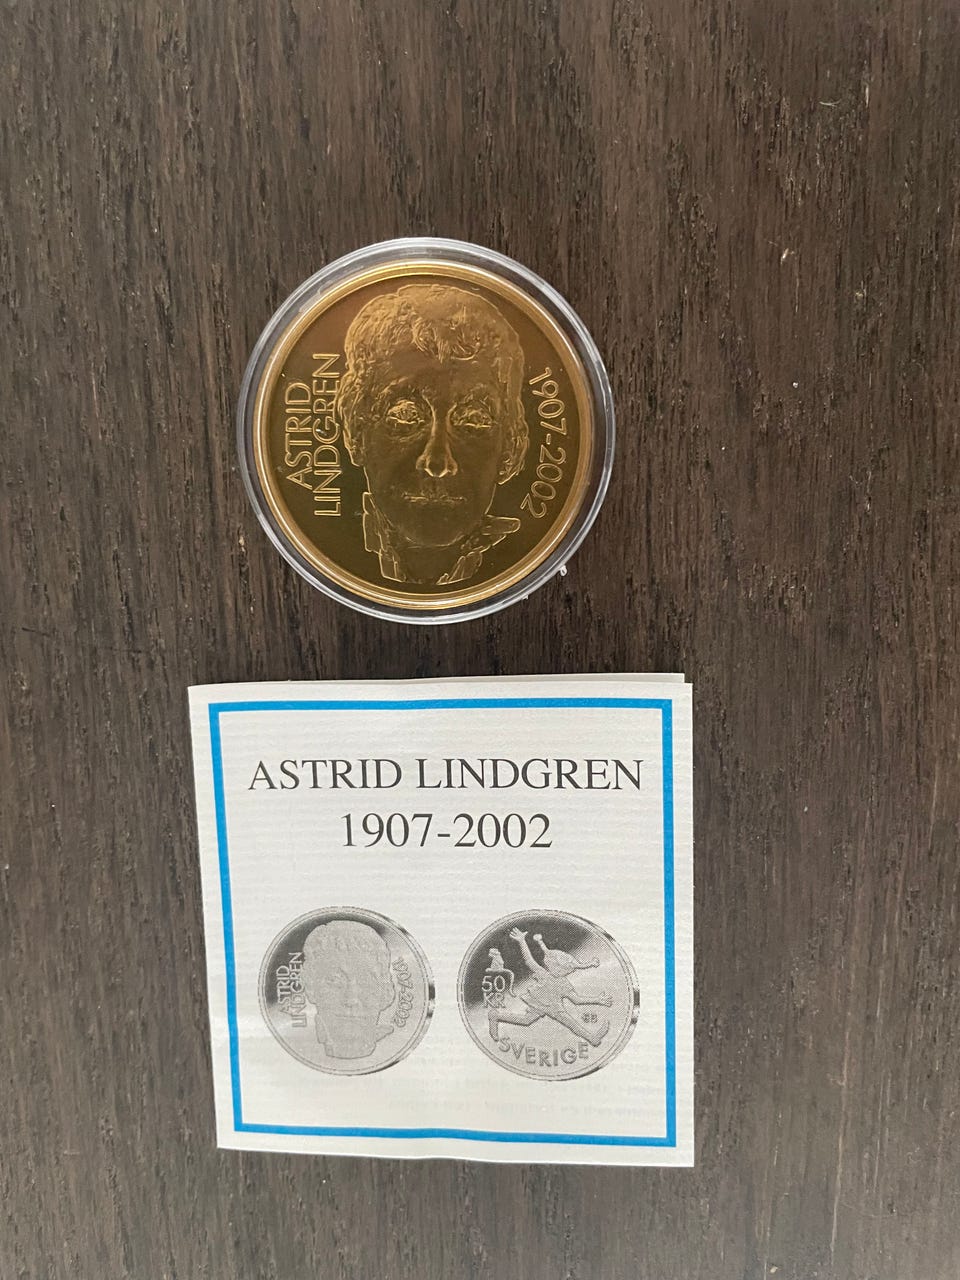 ASTRID
LINDGREN
1907-2002
ASTRID LINDGREN
1907-2002
ASTRID
LINDGREN
1907-2002
50
KR
SVERIGE